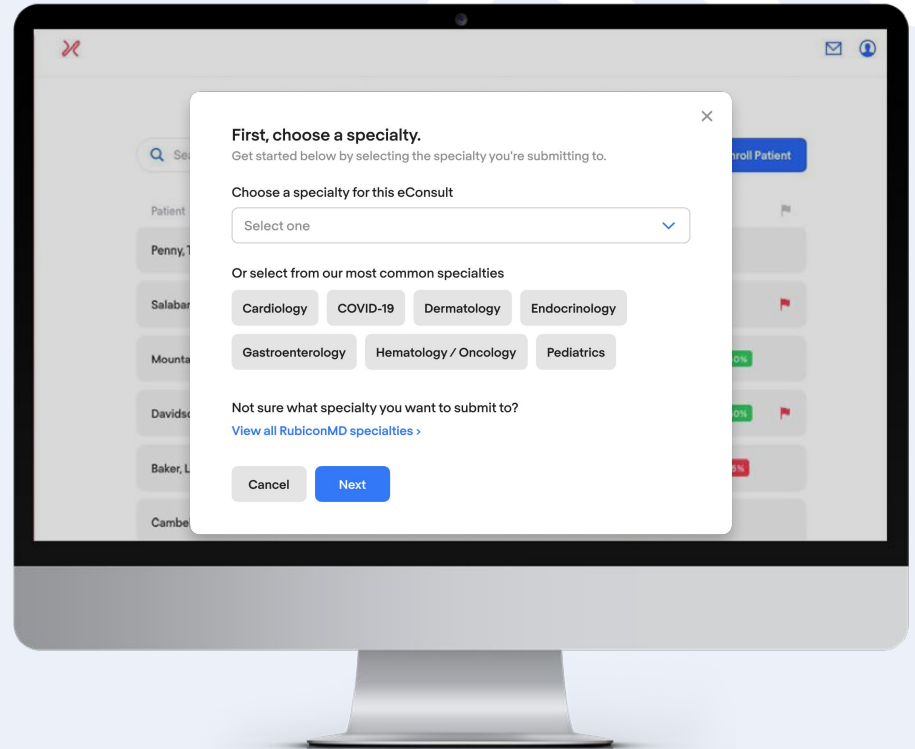 First, choose a specialty.
Get started below by selecting the specialty you're submitting to.
Choose a specialty for this eConsult
Select one
Or select from our most common specialties
Cardiology COVID-19 Dermatology Endocrinology
Gastroenterology Hematology / Oncology Pediatrics
Not sure what specialty you want to submit to?
View all RubiconMD specialties ›
Cancel Next
Patient
Patient
Penny,